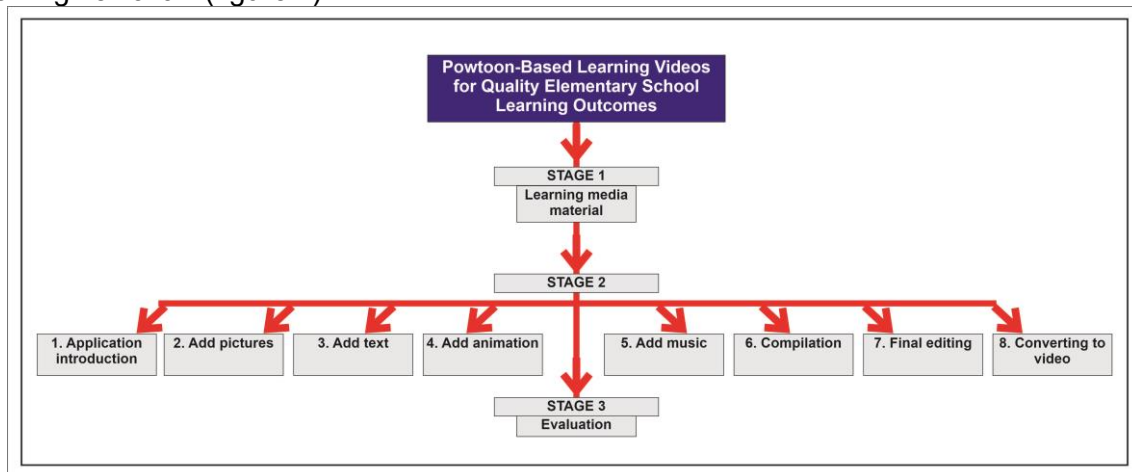 Powtoon-Based Learning Videos
for Quality Elementary School
Learning Outcomes
STAGE 1
Learning media
material
STAGE 2
1. Application
introduction
2. Add pictures
3. Add text
4. Add animation
5. Add music
6. Compilation
7. Final editing
8. Converting to
video
STAGE 3
Evaluation